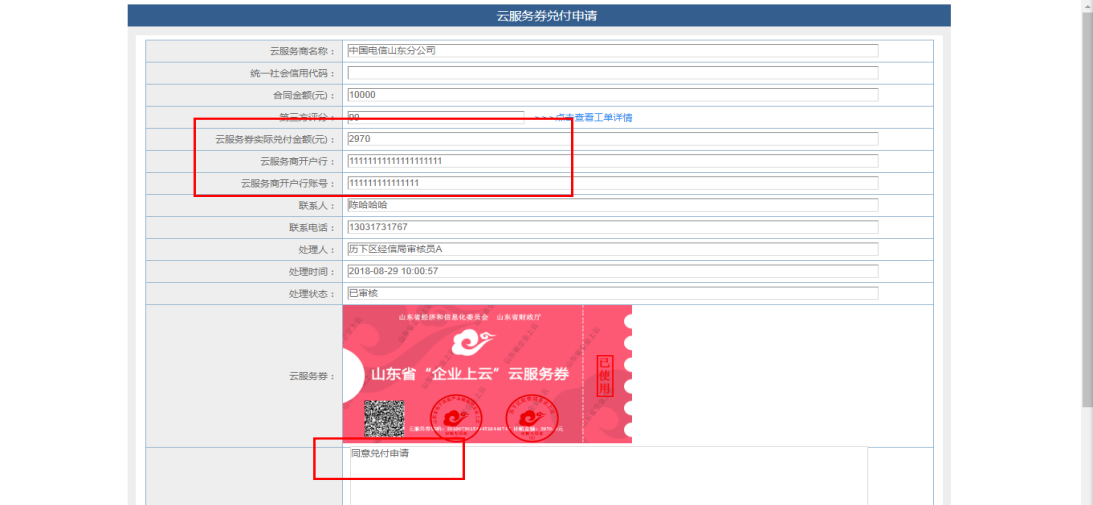 云服务券兑付申请
云服务商名称： 中国电信山东分公司
统一社会信用代码：
合同金额(元)： 10000
第三方评分： 99 >>>点击查看工单详情
云服务券实际兑付金额(元)： 2970
云服务商开户行： 11111111111111111111
云服务商开户行账号： 111111111111111
联系人： 陈哈哈哈
联系电话： 13031731767
处理人： 历下区经信局审核员A
处理时间： 2018-08-29 10:00:57
处理状态： 已审核
云服务券：
山东省经济和信息化委员会 山东省财政厅
山东省“企业上云”云服务券
已使用
同意兑付申请